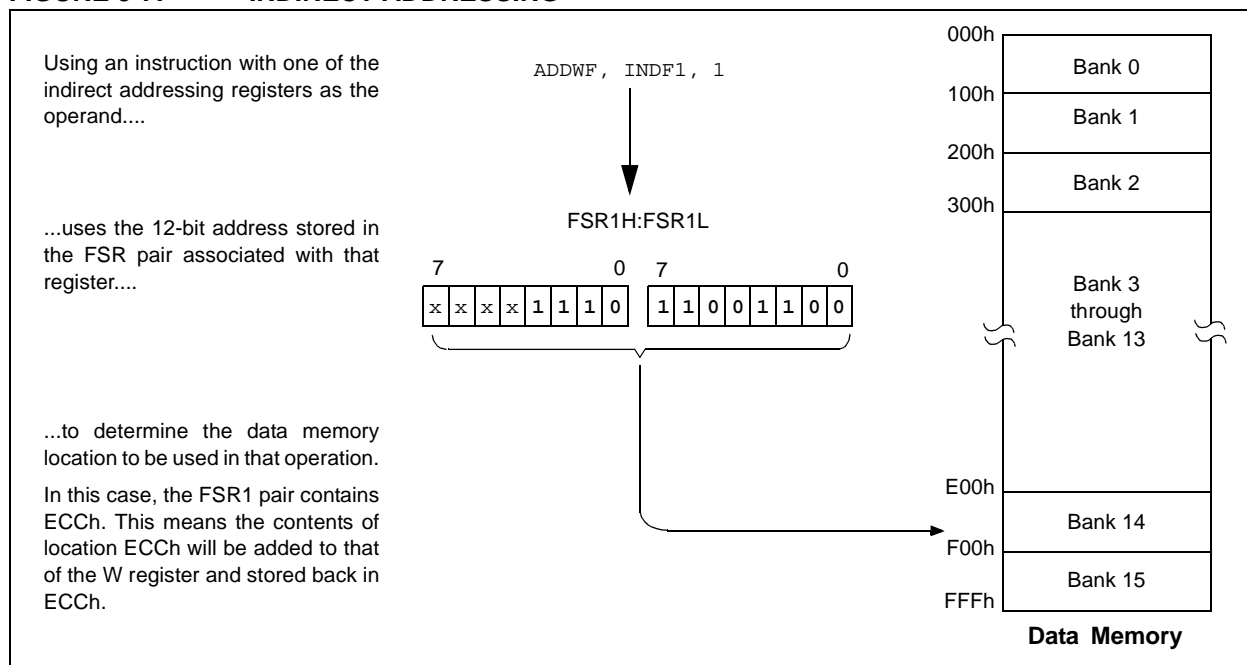 Using an instruction with one of the
indirect addressing registers as the
operand....
...uses the 12-bit address stored in
the FSR pair associated with that
register....
...to determine the data memory
location to be used in that operation.
In this case, the FSR1 pair contains
ECCh. This means the contents of
location ECCh will be added to that
of the W register and stored back in
ECCh.
ADDWF, INDF1, 1
FSR1H:FSR1L
7 0 7 0
x x x x 1 1 1 0 1 1 0 0 1 1 0 0
000h
Bank 0
100h
Bank 1
200h
Bank 2
300h
Bank 3
through
Bank 13
E00h
Bank 14
F00h
Bank 15
FFFh
Data Memory